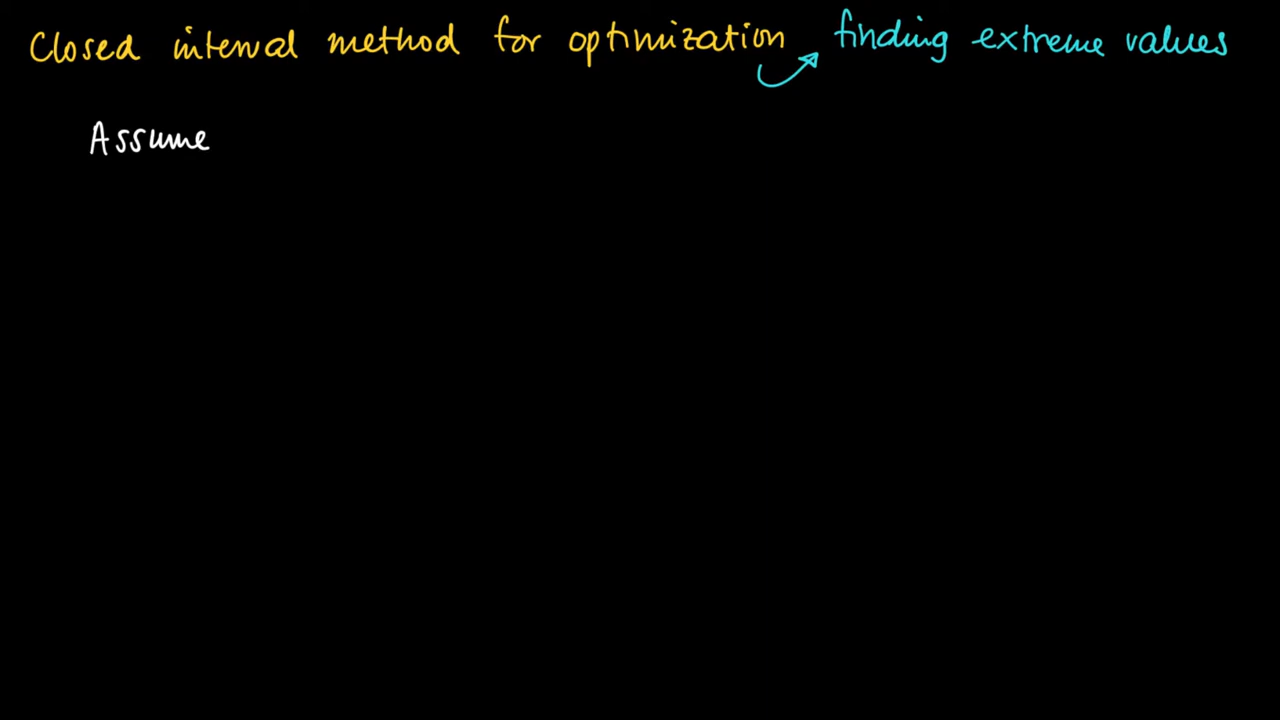 Closed interval method for optimization finding extreme values
Assume